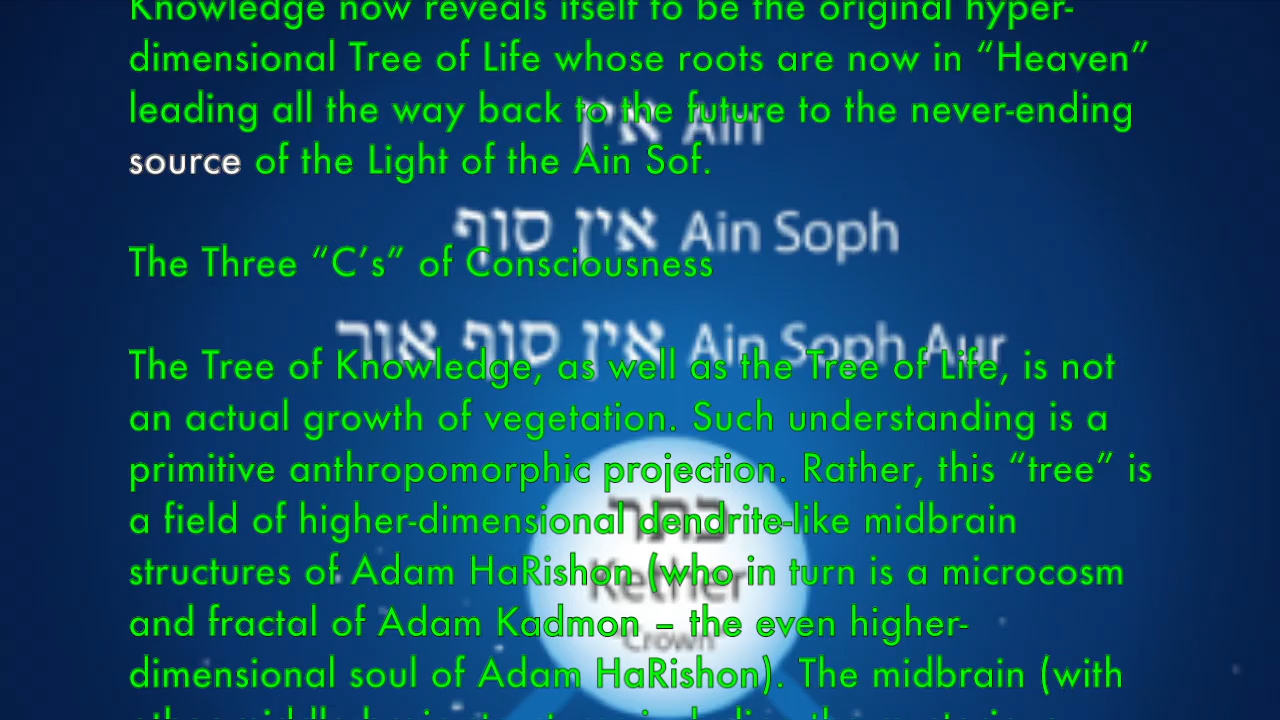 Knowledge now reveals itself to be the original hyper-
dimensional Tree of Life whose roots are now in “Heaven”
leading all the way back to the future to the never-ending
אין Ain
source of the Light of the Ain Sof.
אין סוף Ain Soph
The Three “C’s” of Consciousness
אין סוף אור Ain Soph Aur
The Tree of Knowledge, as well as the Tree of Life, is not
an actual growth of vegetation. Such understanding is a
primitive anthropomorphic projection. Rather, this “tree” is
a field of higher-dimensional dendrite-like midbrain
כתר
structures of Adam HaRishon (who in turn is a microcosm
Kether
and fractal of Adam Kadmon – the even higher-
Crown
dimensional soul of Adam HaRishon). The midbrain (with